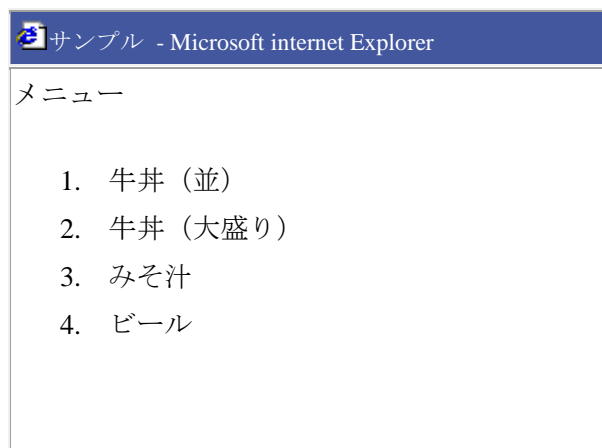 サンプル - Microsoft internet Explorer
メニュー
1. 牛丼（並）
2. 牛丼（大盛り）
3. みそ汁
4. ビール